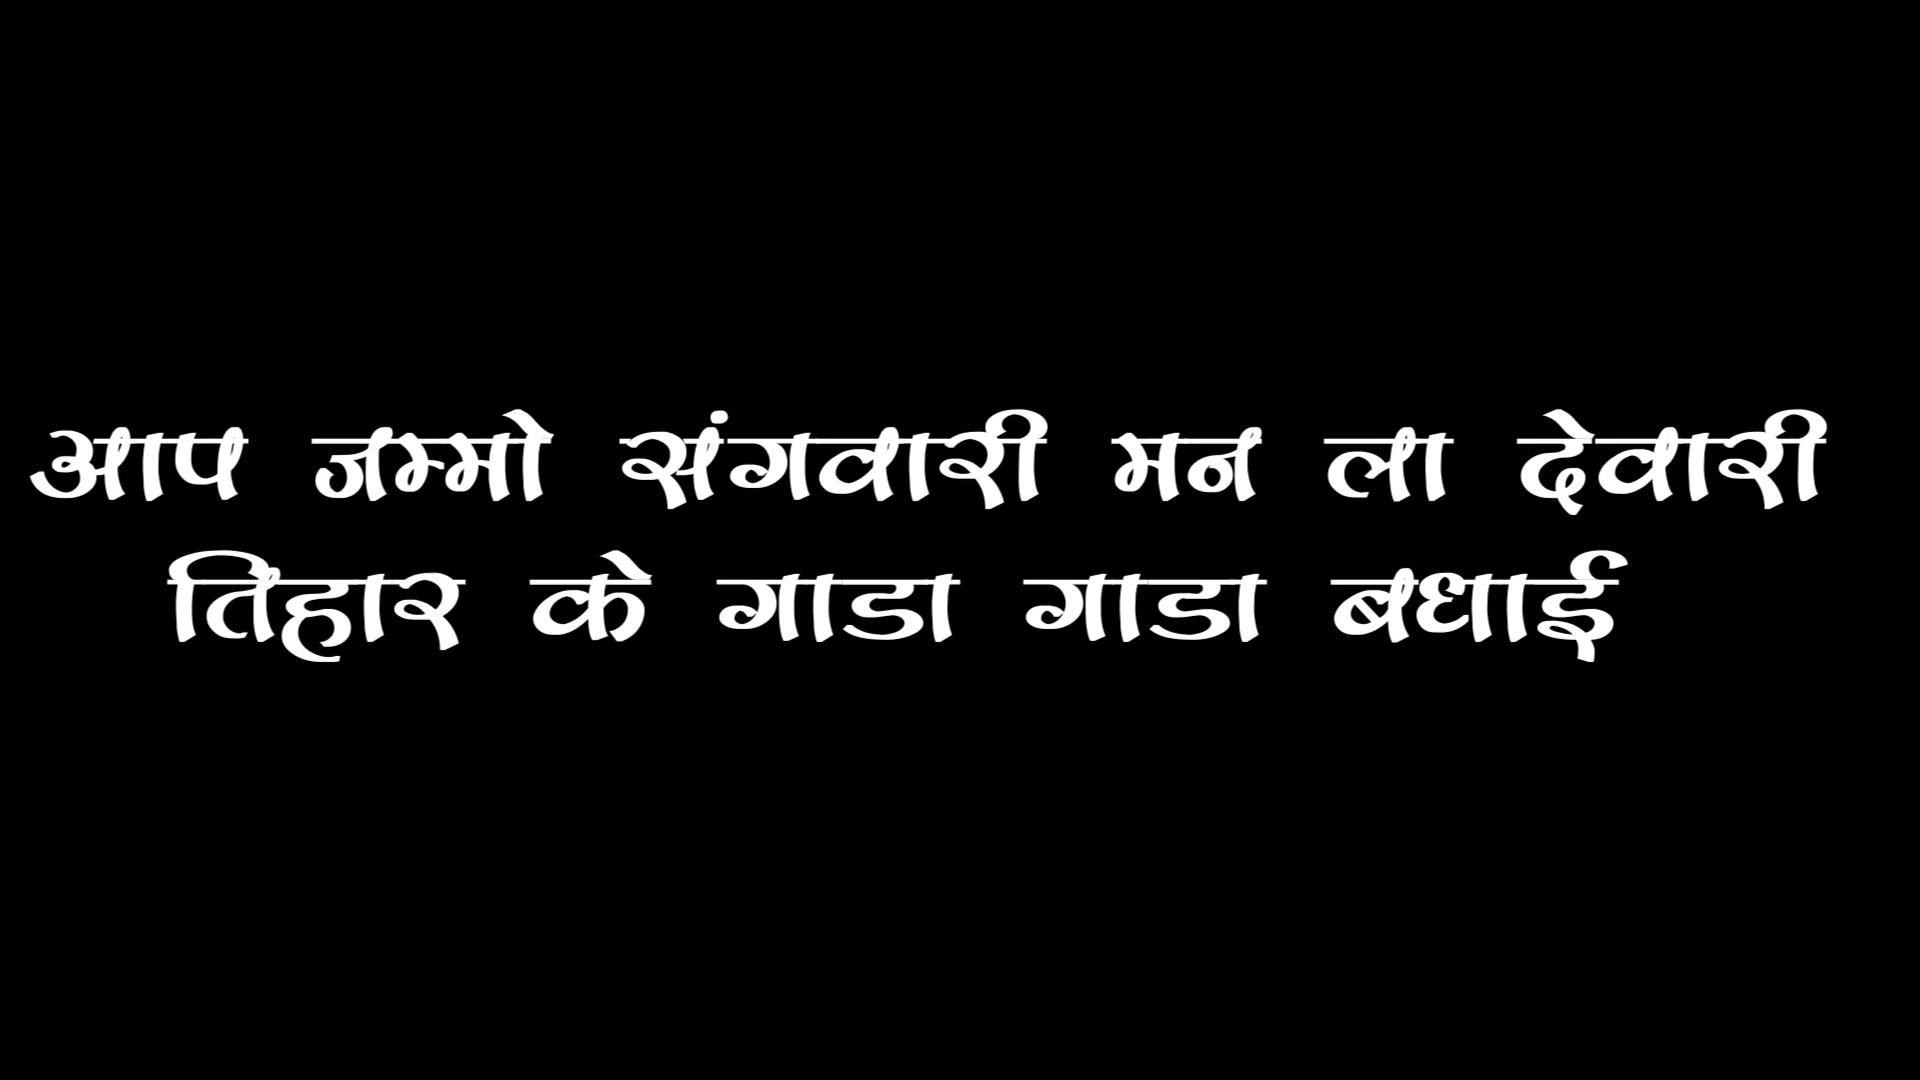 आप जम्मो संगवारी मन ला देवारी
तिहार के गाडा गाडा बधाई